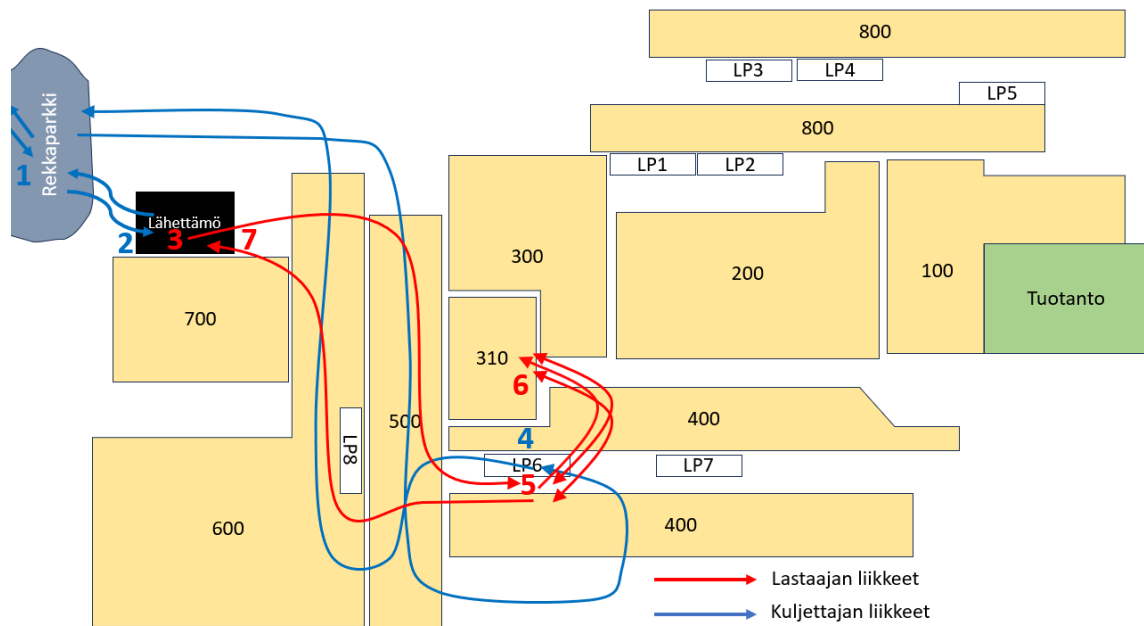 800
LP3
LP4
LP5
800
LP1
LP2
Rekkaparkki
1
Lähettämö
2
3
7
300
200
100
Tuotanto
700
310
6
500
400
4
LP8
LP6
LP7
5
600
400
Lastaajan liikkeet
Kuljettajan liikkeet